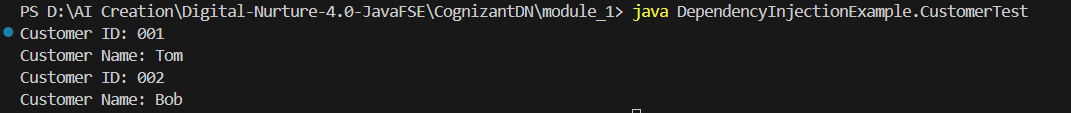 PS D:\AI Creation\Digital-Nurture-4.0-JavaFSE\CognizantDN\module_1> java DependencyInjectionExample.CustomerTest
Customer ID: 001
Customer Name: Tom
Customer ID: 002
Customer Name: Bob